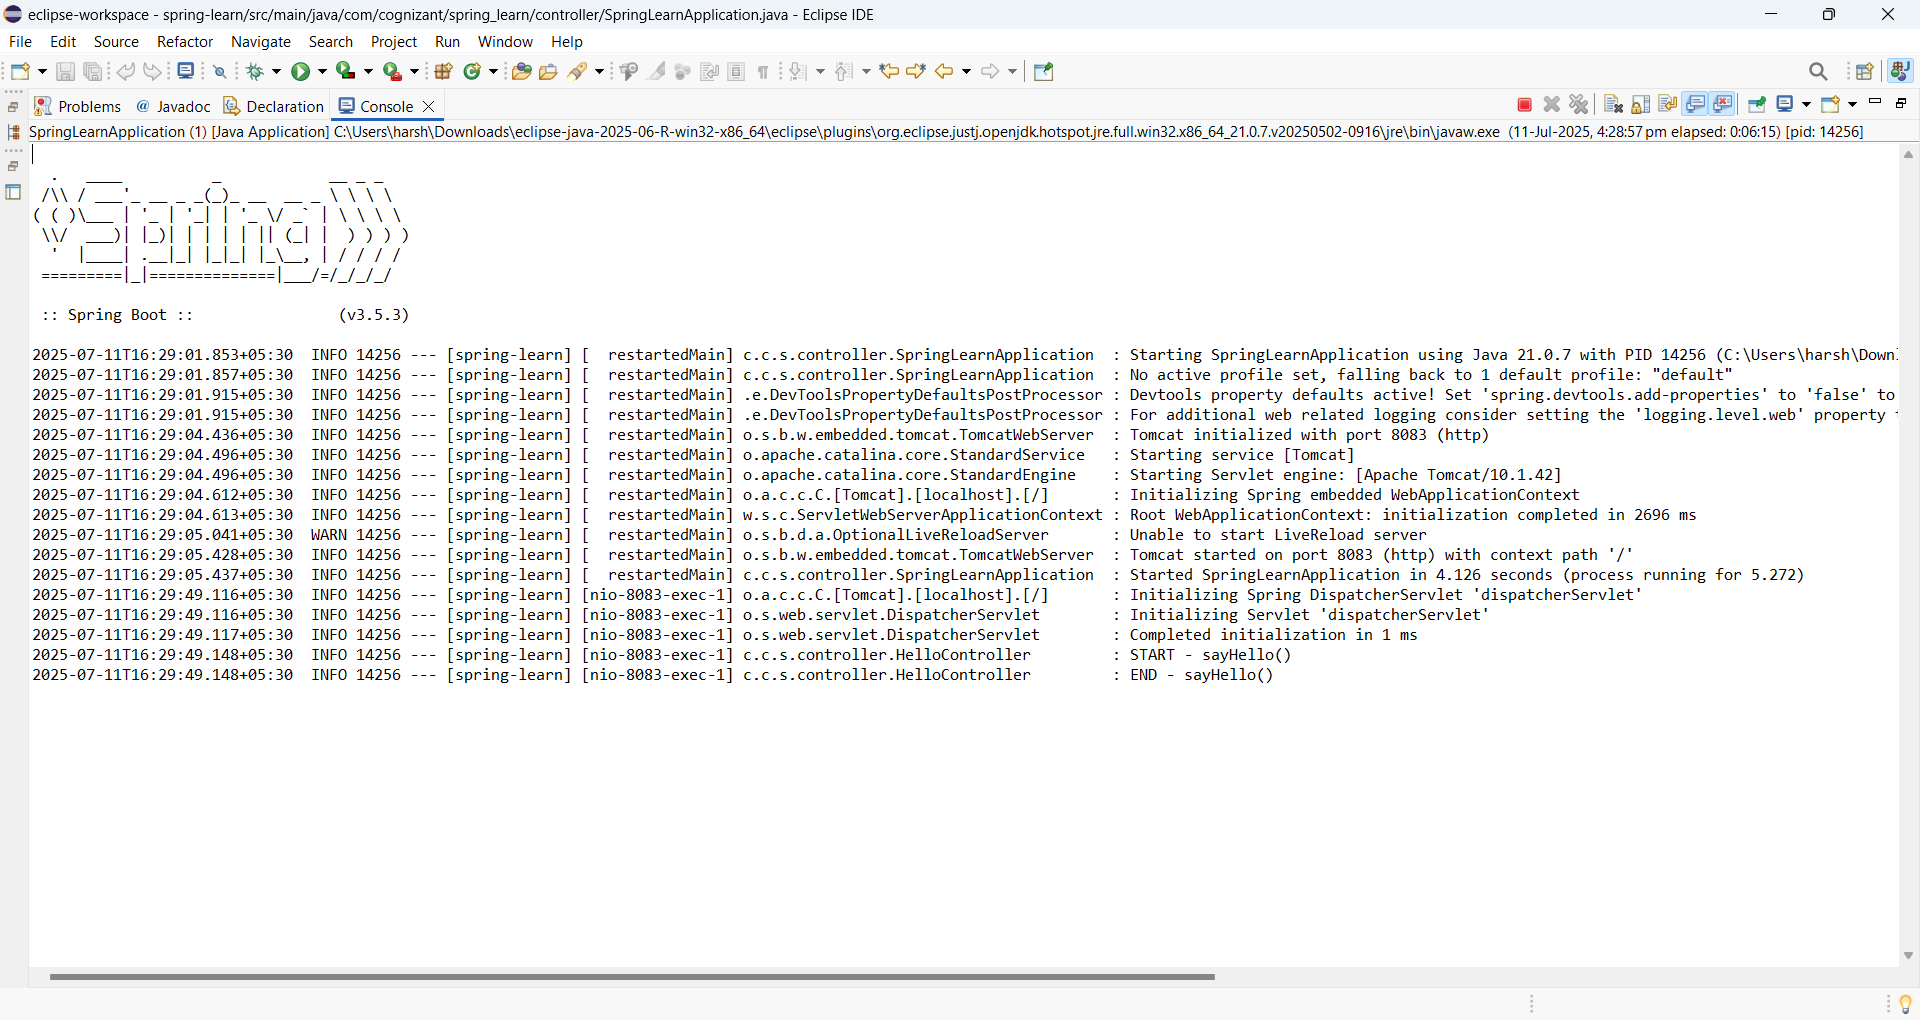 eclipse-workspace - spring-learn/src/main/java/com/cognizant/spring_learn/controller/SpringLearnApplication.java - Eclipse IDE
File Edit Source Refactor Navigate Search Project Run Window Help
Problems @ Javadoc Declaration Console
SpringLearnApplication (1) [Java Application] C:\Users\harsh\Downloads\eclipse-java-2025-06-R-win32-x86_64\eclipse\plugins\org.eclipse.justj.openjdk.hotspot.jre.full.win32.x86_64_21.0.7.v20250502-0916\jre\bin\javaw.exe (11-Jul-2025, 4:28:57 pm elapsed: 0:06:15) [pid: 14256]
  .   ____          _            __ _ _
 /\\ / ___'_ __ _ _(_)_ __  __ _ \ \ \ \
( ( )\___ | '_ | '_| | '_ \/ _` | \ \ \ \
 \\/  ___)| |_)| | | | | || (_| |  ) ) ) )
  '  |____| .__|_| |_|_| |_\__, | / / / /
 =========|_|==============|___/=/_/_/_/
 :: Spring Boot ::                (v3.5.3)
2025-07-11T16:29:01.853+05:30  INFO 14256 --- [spring-learn] [  restartedMain] c.c.s.controller.SpringLearnApplication  : Starting SpringLearnApplication using Java 21.0.7 with PID 14256 (C:\Users\harsh\Downl
2025-07-11T16:29:01.857+05:30  INFO 14256 --- [spring-learn] [  restartedMain] c.c.s.controller.SpringLearnApplication  : No active profile set, falling back to 1 default profile: "default"
2025-07-11T16:29:01.915+05:30  INFO 14256 --- [spring-learn] [  restartedMain] .e.DevToolsPropertyDefaultsPostProcessor : Devtools property defaults active! Set 'spring.devtools.add-properties' to 'false' to
2025-07-11T16:29:01.915+05:30  INFO 14256 --- [spring-learn] [  restartedMain] .e.DevToolsPropertyDefaultsPostProcessor : For additional web related logging consider setting the 'logging.level.web' property
2025-07-11T16:29:04.436+05:30  INFO 14256 --- [spring-learn] [  restartedMain] o.s.b.w.embedded.tomcat.TomcatWebServer  : Tomcat initialized with port 8083 (http)
2025-07-11T16:29:04.496+05:30  INFO 14256 --- [spring-learn] [  restartedMain] o.apache.catalina.core.StandardService   : Starting service [Tomcat]
2025-07-11T16:29:04.496+05:30  INFO 14256 --- [spring-learn] [  restartedMain] o.apache.catalina.core.StandardEngine    : Starting Servlet engine: [Apache Tomcat/10.1.42]
2025-07-11T16:29:04.612+05:30  INFO 14256 --- [spring-learn] [  restartedMain] o.a.c.c.C.[Tomcat].[localhost].[/]       : Initializing Spring embedded WebApplicationContext
2025-07-11T16:29:04.613+05:30  INFO 14256 --- [spring-learn] [  restartedMain] w.s.c.ServletWebServerApplicationContext : Root WebApplicationContext: initialization completed in 2696 ms
2025-07-11T16:29:05.041+05:30  WARN 14256 --- [spring-learn] [  restartedMain] o.s.b.d.a.OptionalLiveReloadServer       : Unable to start LiveReload server
2025-07-11T16:29:05.428+05:30  INFO 14256 --- [spring-learn] [  restartedMain] o.s.b.w.embedded.tomcat.TomcatWebServer  : Tomcat started on port 8083 (http) with context path '/'
2025-07-11T16:29:05.437+05:30  INFO 14256 --- [spring-learn] [  restartedMain] c.c.s.controller.SpringLearnApplication  : Started SpringLearnApplication in 4.126 seconds (process running for 5.272)
2025-07-11T16:29:49.116+05:30  INFO 14256 --- [spring-learn] [nio-8083-exec-1] o.a.c.c.C.[Tomcat].[localhost].[/]       : Initializing Spring DispatcherServlet 'dispatcherServlet'
2025-07-11T16:29:49.116+05:30  INFO 14256 --- [spring-learn] [nio-8083-exec-1] o.s.web.servlet.DispatcherServlet        : Initializing Servlet 'dispatcherServlet'
2025-07-11T16:29:49.117+05:30  INFO 14256 --- [spring-learn] [nio-8083-exec-1] o.s.web.servlet.DispatcherServlet        : Completed initialization in 1 ms
2025-07-11T16:29:49.148+05:30  INFO 14256 --- [spring-learn] [nio-8083-exec-1] c.c.s.controller.HelloController         : START - sayHello()
2025-07-11T16:29:49.148+05:30  INFO 14256 --- [spring-learn] [nio-8083-exec-1] c.c.s.controller.HelloController         : END - sayHello()